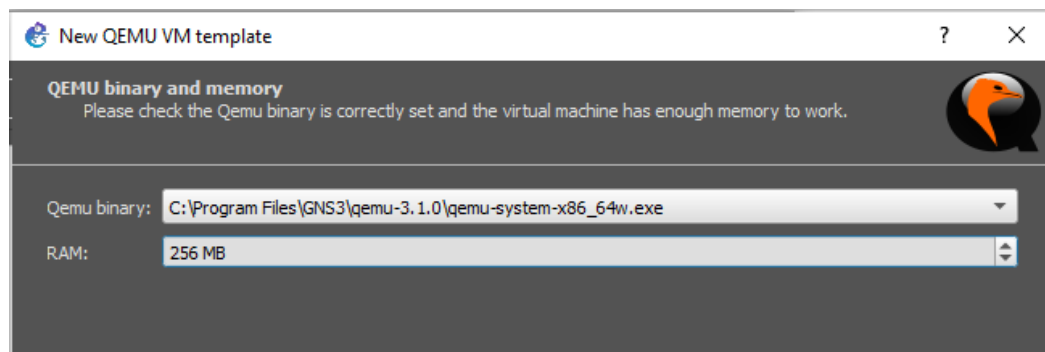 New QEMU VM template
QEMU binary and memory
Please check the Qemu binary is correctly set and the virtual machine has enough memory to work.
Qemu binary: C:\Program Files\GNS3\qemu-3.1.0\qemu-system-x86_64w.exe
RAM: 256 MB